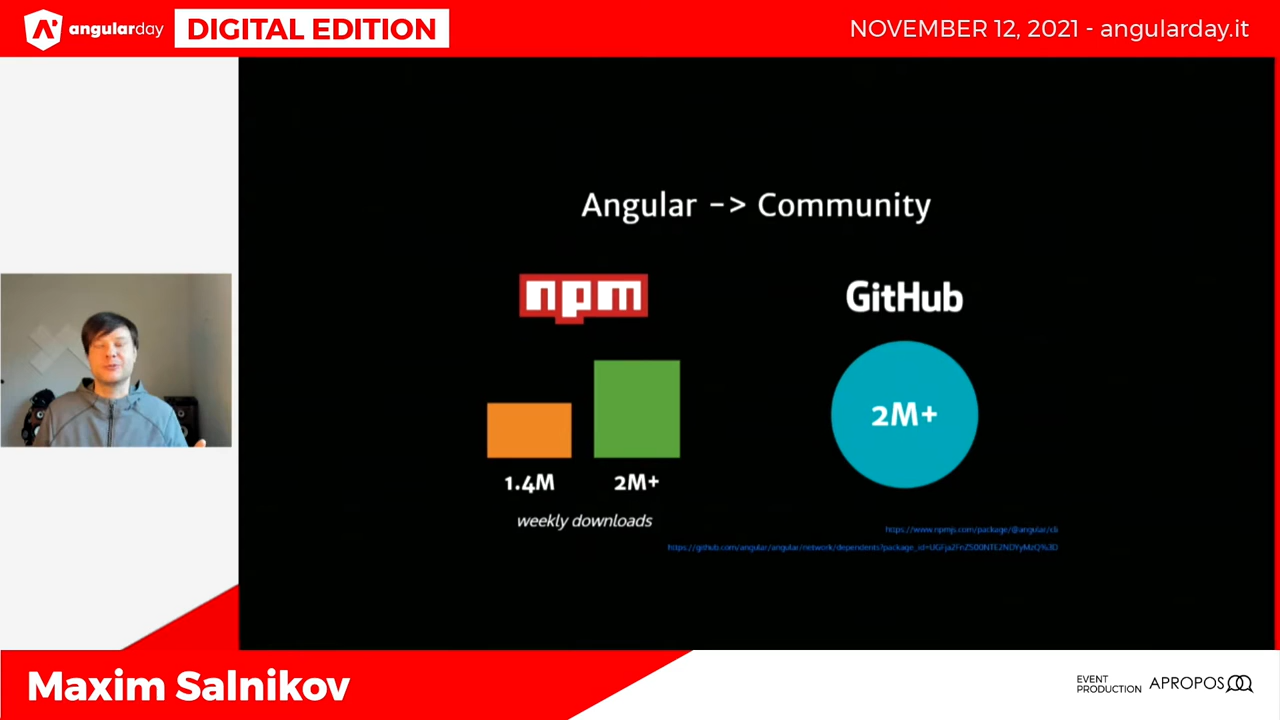 angularday
DIGITAL EDITION
NOVEMBER 12, 2021 - angularday.it
Angular -> Community
npm
GitHub
2M+
1.4M
2M+
weekly downloads
https://www.npmjs.com/package/@angular/cli
Maxim Salnikov
EVENT
PRODUCTION
APROPOS